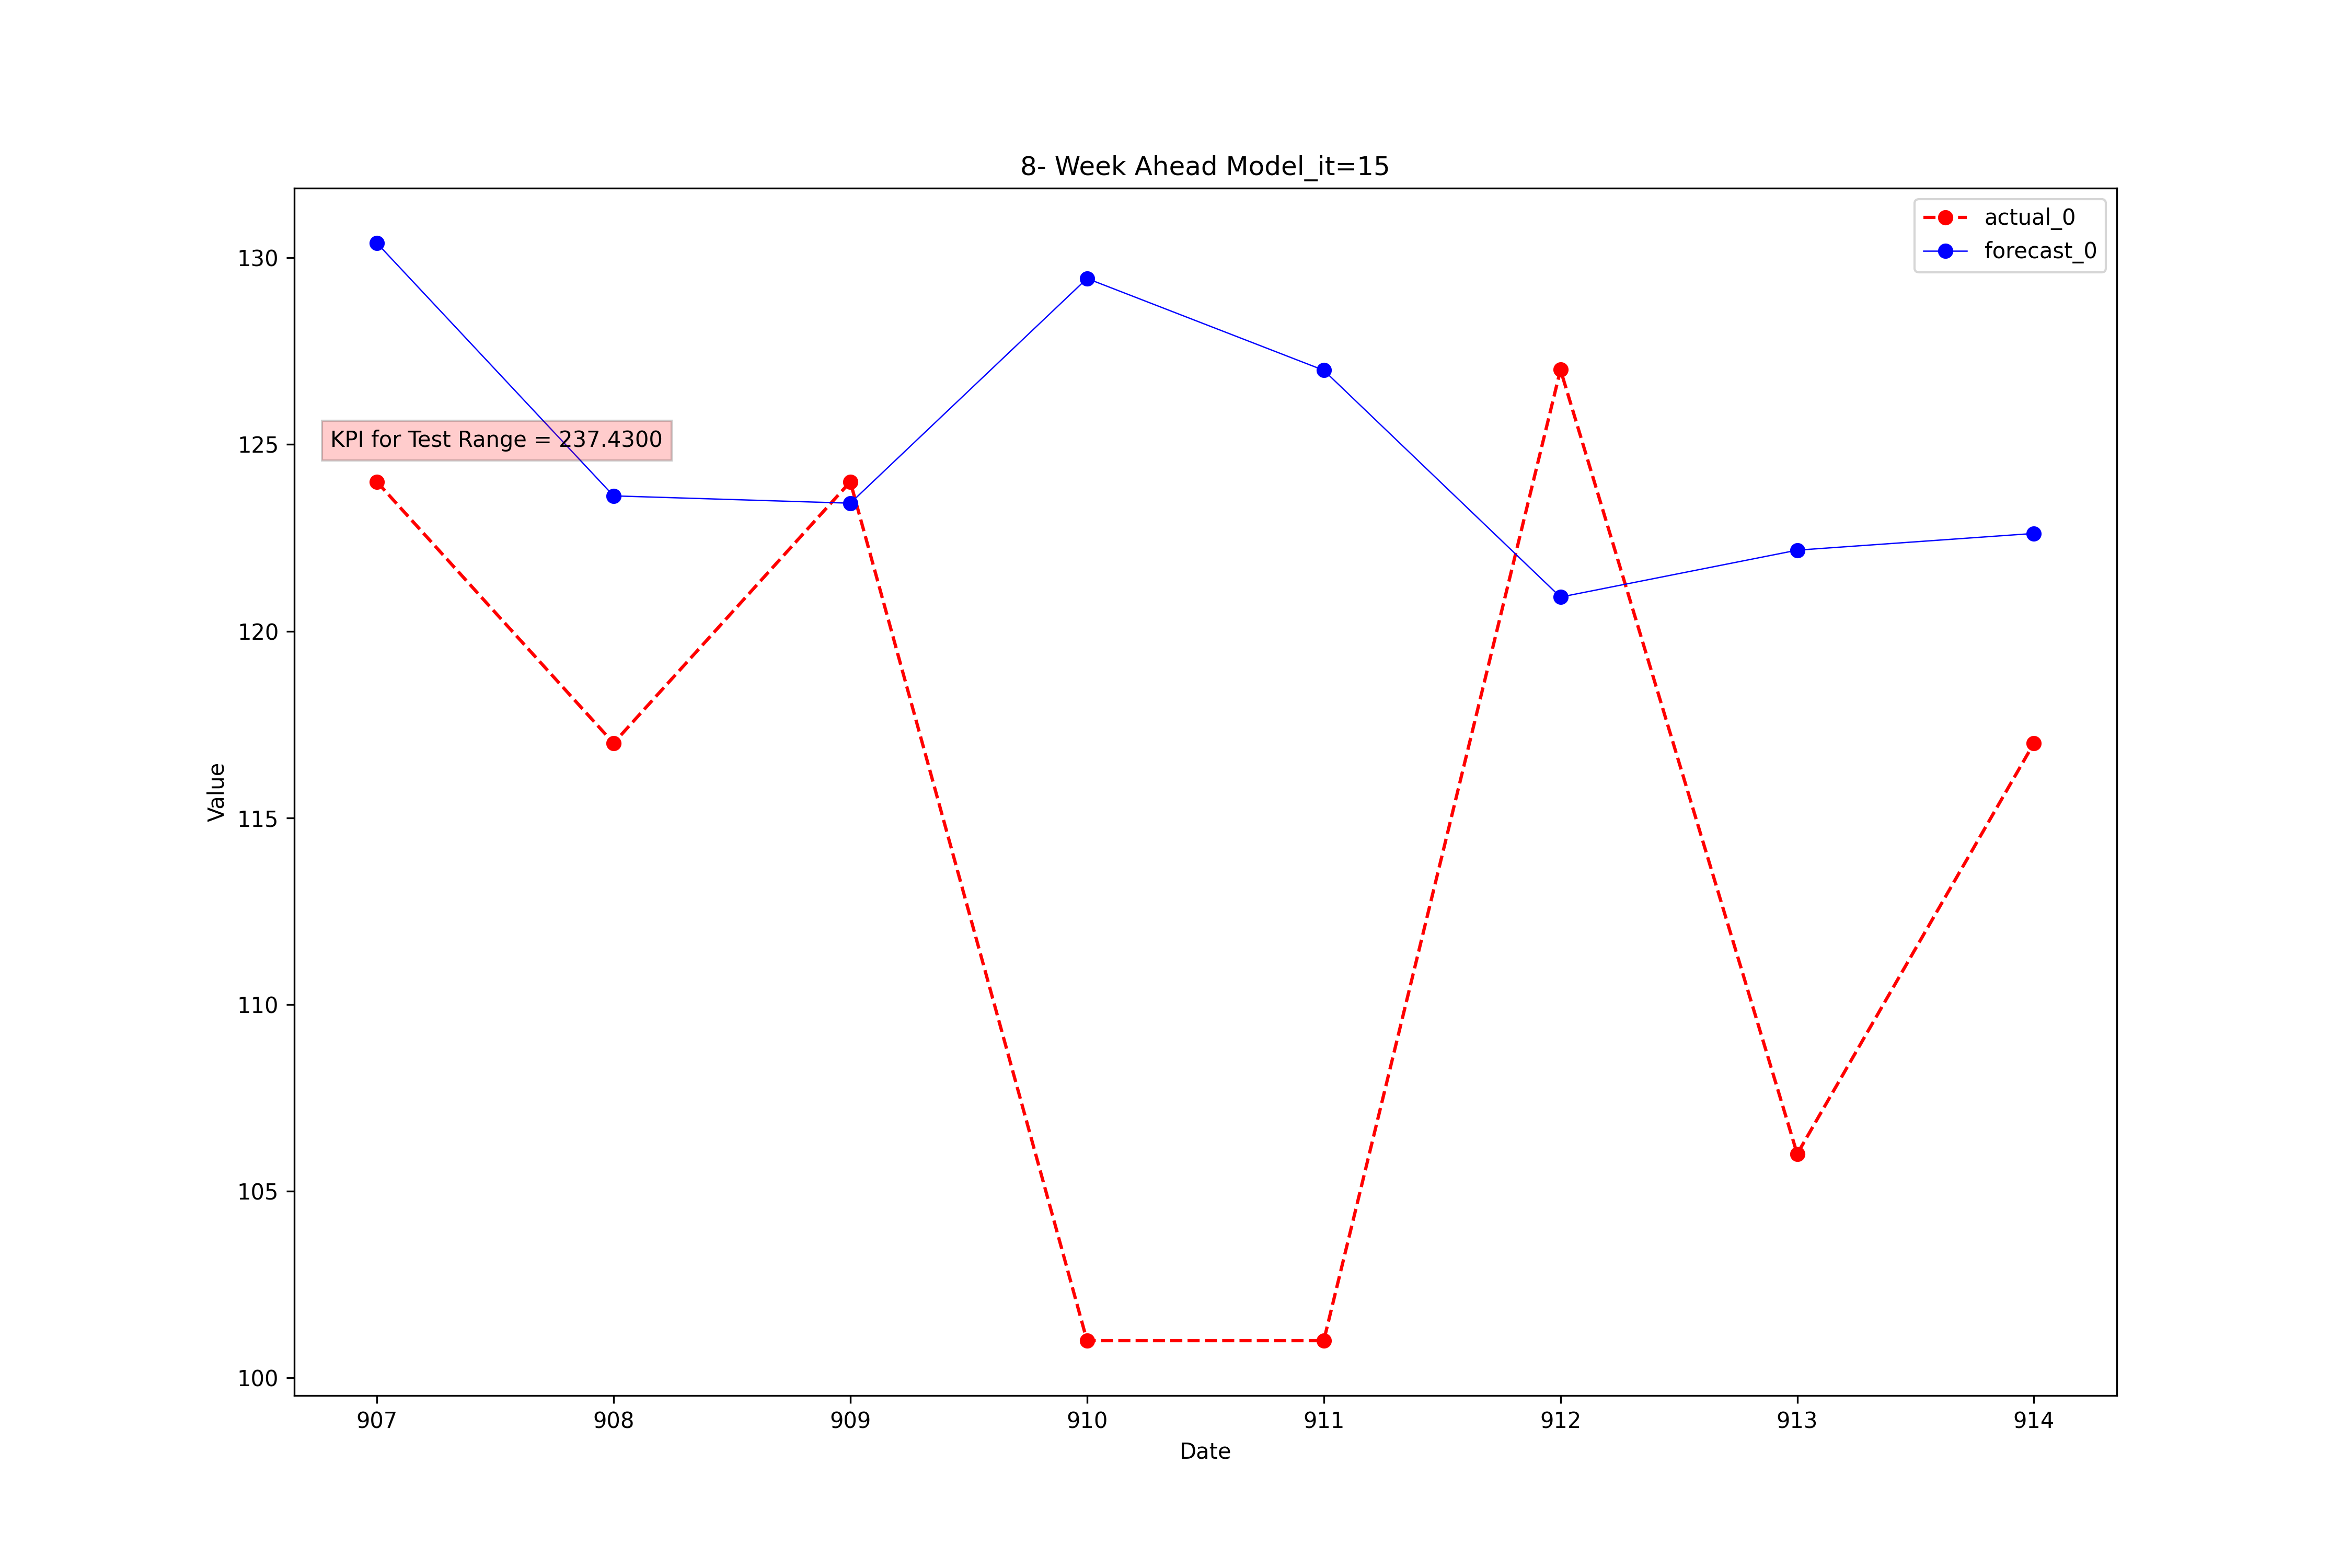 8- Week Ahead Model_it=15
actual_0
forecast_0
KPI for Test Range = 237.4300
130
125
120
115
110
105
100
Value
907 908 909 910 911 912 913 914
Date